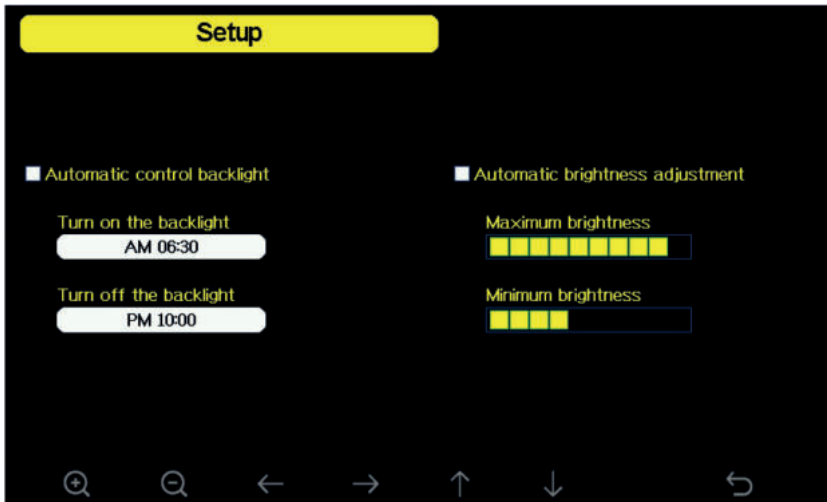 Setup
Automatic control backlight
Turn on the backlight
AM 06:30
Turn off the backlight
PM 10:00
Automatic brightness adjustment
Maximum brightness
Minimum brightness